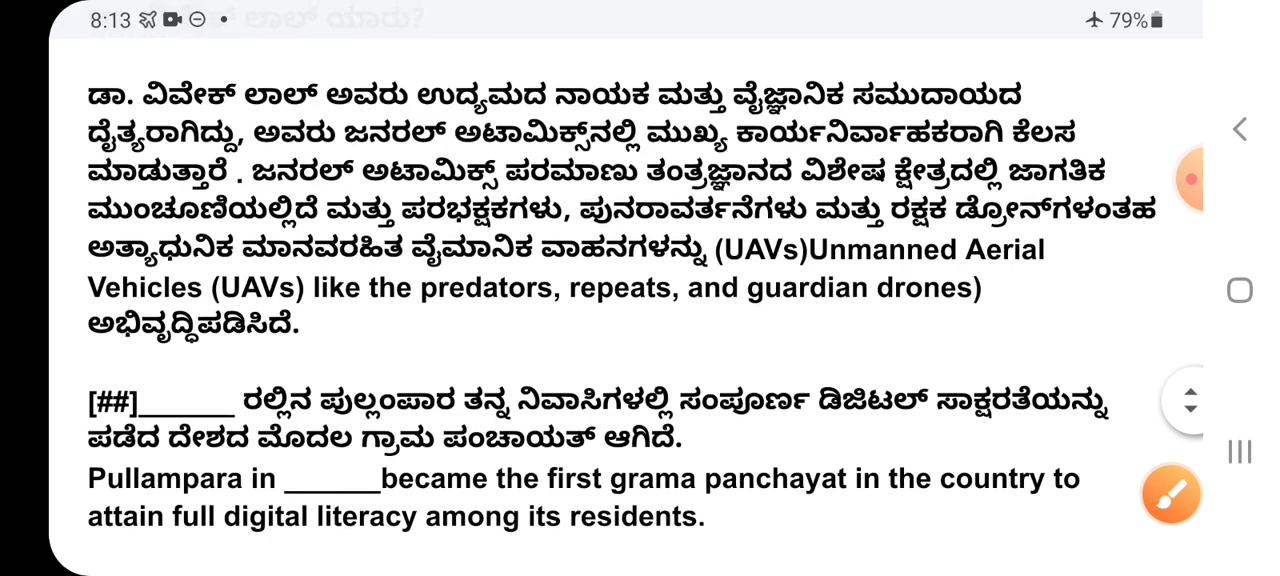 8:13
79%
ಡಾ. ವಿವೇಕ್ ಲಾಲ್ ಅವರು ಉದ್ಯಮದ ನಾಯಕ ಮತ್ತು ವೈಜ್ಞಾನಿಕ ಸಮುದಾಯದ
ದೈತ್ಯರಾಗಿದ್ದು, ಅವರು ಜನರಲ್ ಅಟಾಮಿಕ್ಸ್‌ನಲ್ಲಿ ಮುಖ್ಯ ಕಾರ್ಯನಿರ್ವಾಹಕರಾಗಿ ಕೆಲಸ
ಮಾಡುತ್ತಾರೆ . ಜನರಲ್ ಅಟಾಮಿಕ್ಸ್ ಪರಮಾಣು ತಂತ್ರಜ್ಞಾನದ ವಿಶೇಷ ಕ್ಷೇತ್ರದಲ್ಲಿ ಜಾಗತಿಕ
ಮುಂಚೂಣಿಯಲ್ಲಿದೆ ಮತ್ತು ಪರಭಕ್ಷಕಗಳು, ಪುನರಾವರ್ತನೆಗಳು ಮತ್ತು ರಕ್ಷಕ ಡ್ರೋನ್‌ಗಳಂತಹ
ಅತ್ಯಾಧುನಿಕ ಮಾನವರಹಿತ ವೈಮಾನಿಕ ವಾಹನಗಳನ್ನು (UAVs)Unmanned Aerial
Vehicles (UAVs) like the predators, repeats, and guardian drones)
ಅಭಿವೃದ್ಧಿಪಡಿಸಿದೆ.
[##]______ ರಲ್ಲಿನ ಪುಲ್ಲಂಪಾರ ತನ್ನ ನಿವಾಸಿಗಳಲ್ಲಿ ಸಂಪೂರ್ಣ ಡಿಜಿಟಲ್ ಸಾಕ್ಷರತೆಯನ್ನು
ಪಡೆದ ದೇಶದ ಮೊದಲ ಗ್ರಾಮ ಪಂಚಾಯತ್ ಆಗಿದೆ.
Pullampara in ______became the first grama panchayat in the country to
attain full digital literacy among its residents.